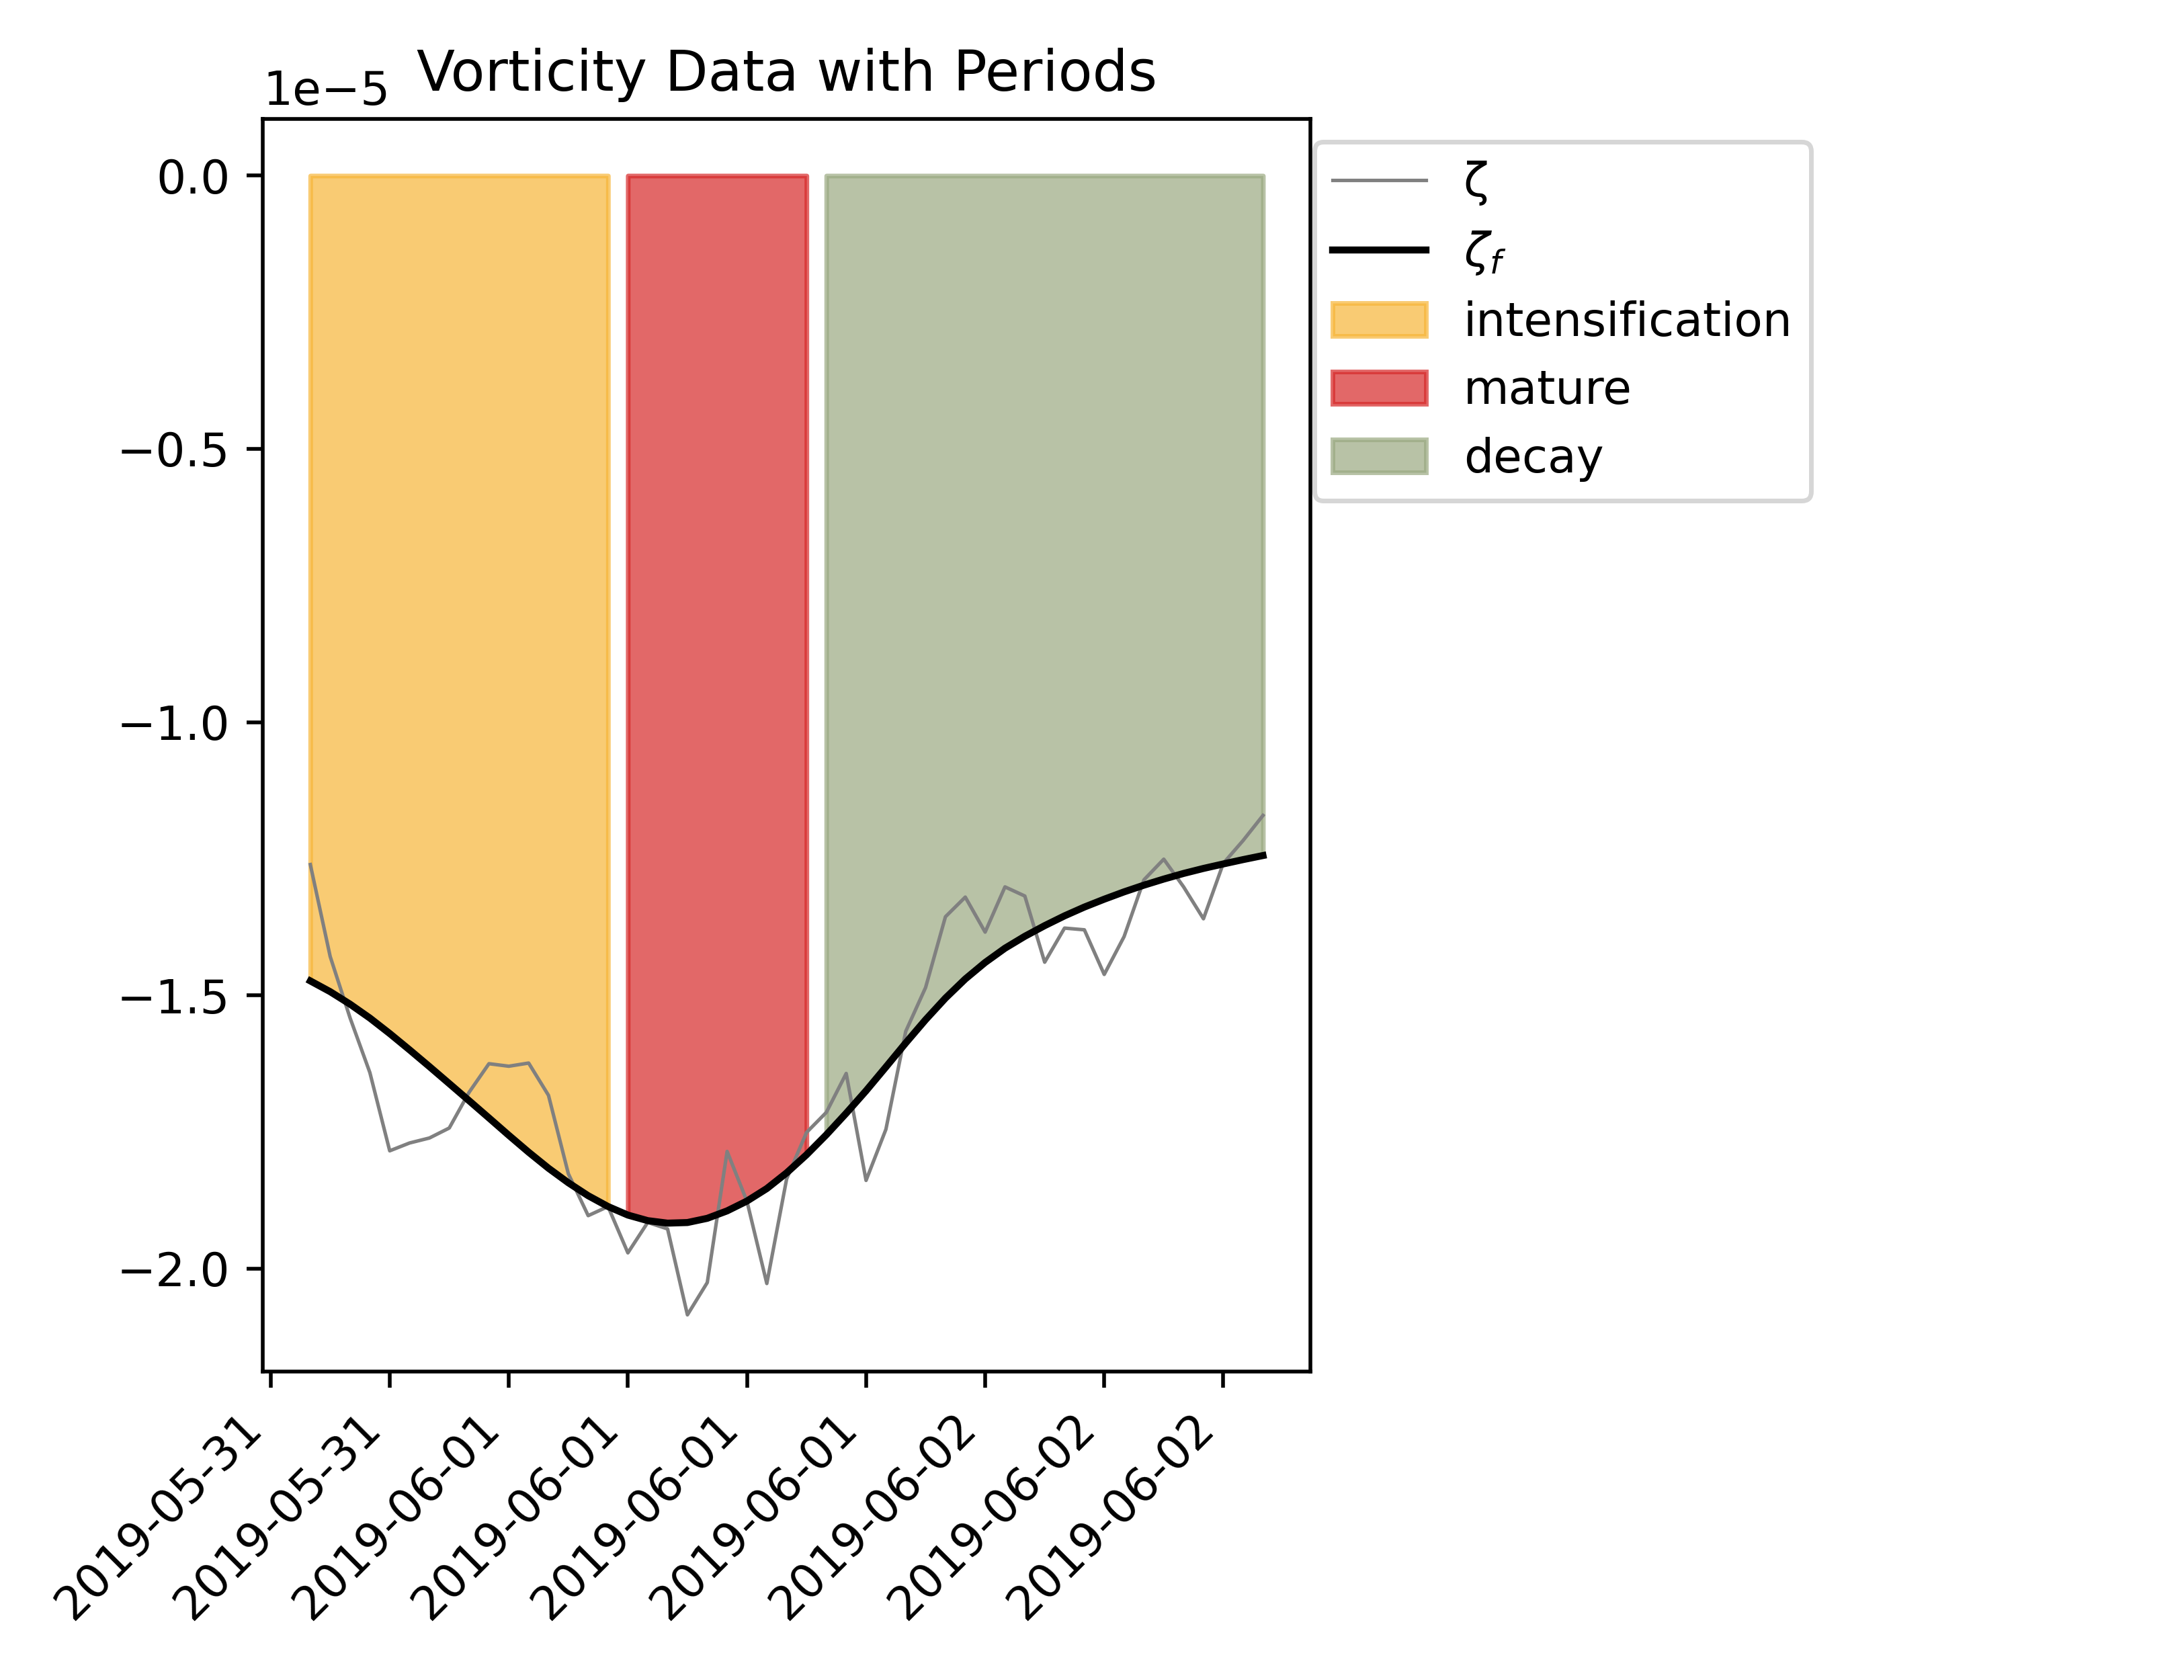 Vorticity Data with Periods
1e−5
0.0
−0.5
−1.0
−1.5
−2.0
2019-05-31
2019-05-31
2019-06-01
2019-06-01
2019-06-01
2019-06-01
2019-06-02
2019-06-02
2019-06-02
ζ
ζf
intensification
mature
decay